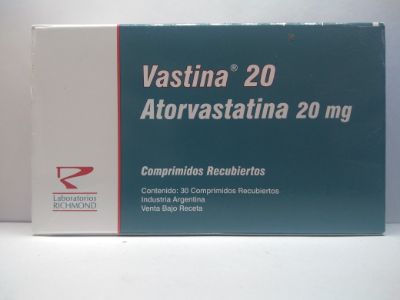 Vastina® 20
Atorvastatina 20 mg
Comprimidos Recubiertos
Contenido: 30 Comprimidos Recubiertos
Industria Argentina
Venta Bajo Receta
Laboratorios
RICHMOND